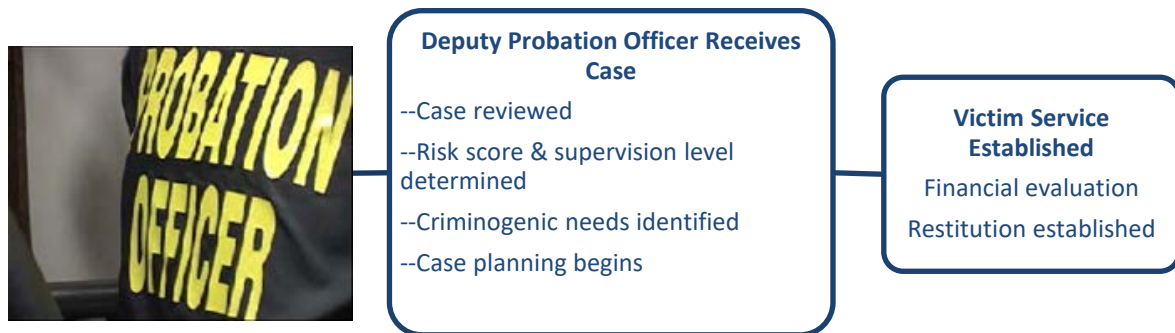 PROBATION
OFFICER
Deputy Probation Officer Receives
Case
--Case reviewed
--Risk score & supervision level
determined
--Criminogenic needs identified
--Case planning begins
Victim Service
Established
Financial evaluation
Restitution established